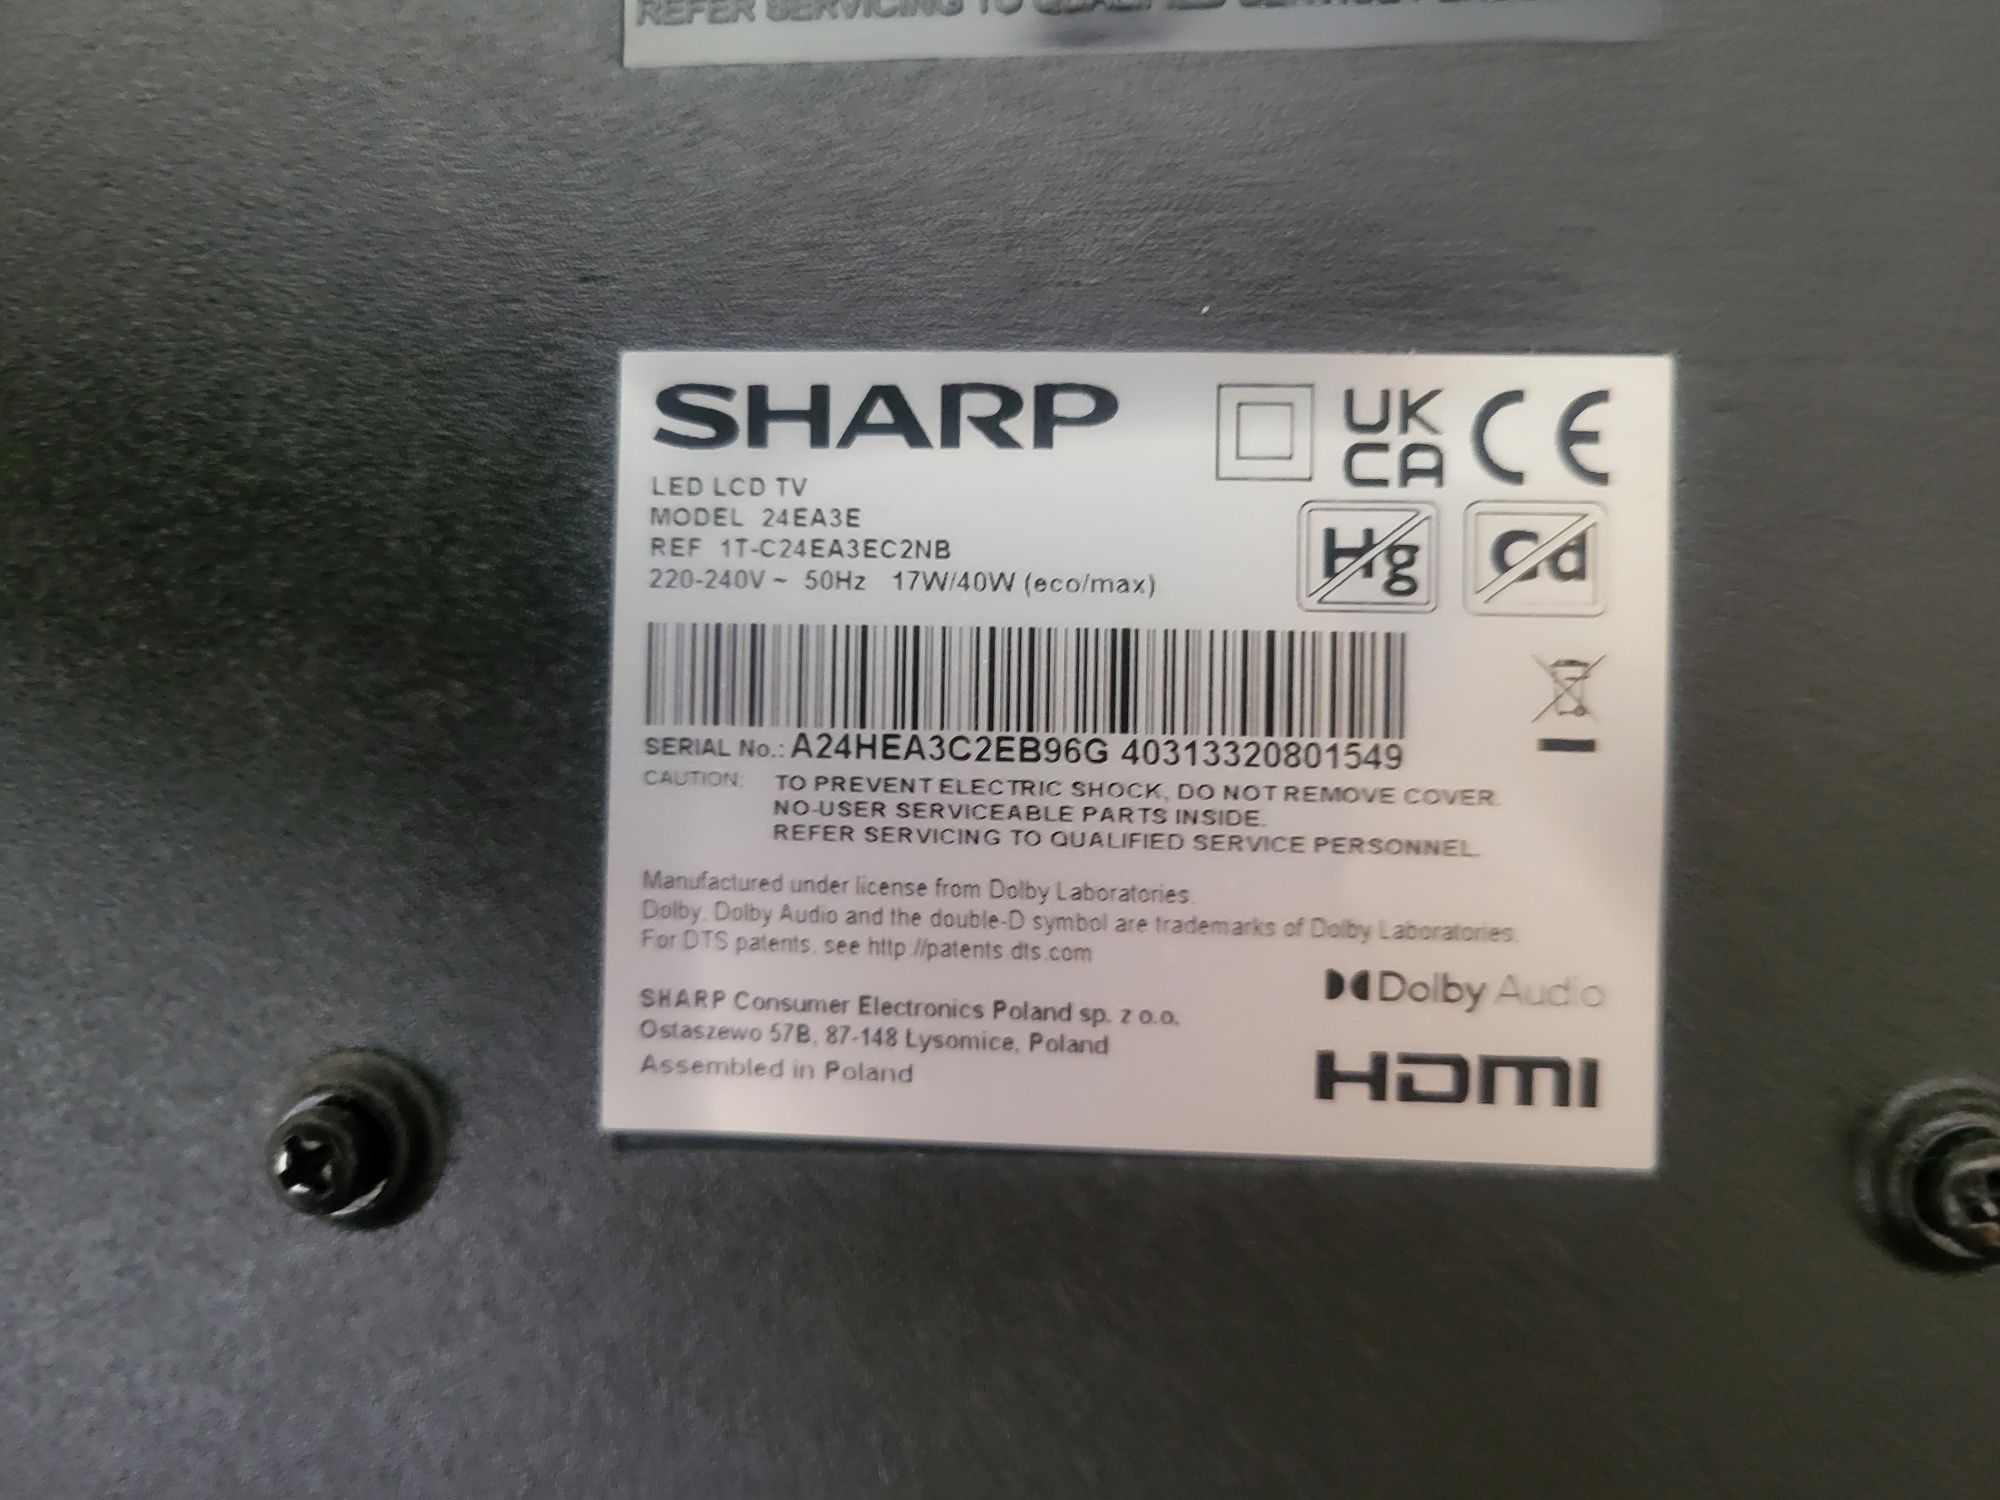 REFER SERVICING TO QUALIFIED SERVICE
SHARP
UK
CA
CE
LED LCD TV
MODEL 24EA3E
REF 1T-C24EA3EC2NB
220-240V ~ 50Hz 17W/40W (eco/max)
Hg
Cd
SERIAL No.: A24HEA3C2EB96G 40313320801549
CAUTION: TO PREVENT ELECTRIC SHOCK, DO NOT REMOVE COVER.
NO-USER SERVICEABLE PARTS INSIDE.
REFER SERVICING TO QUALIFIED SERVICE PERSONNEL.
Manufactured under license from Dolby Laboratories.
Dolby, Dolby Audio and the double-D symbol are trademarks of Dolby Laboratories.
For DTS patents, see http://patents.dts.com
Dolby Audio
SHARP Consumer Electronics Poland sp. z o.o.
Ostaszewo 57B, 87-148 Lysomice, Poland
Assembled in Poland
HDMI